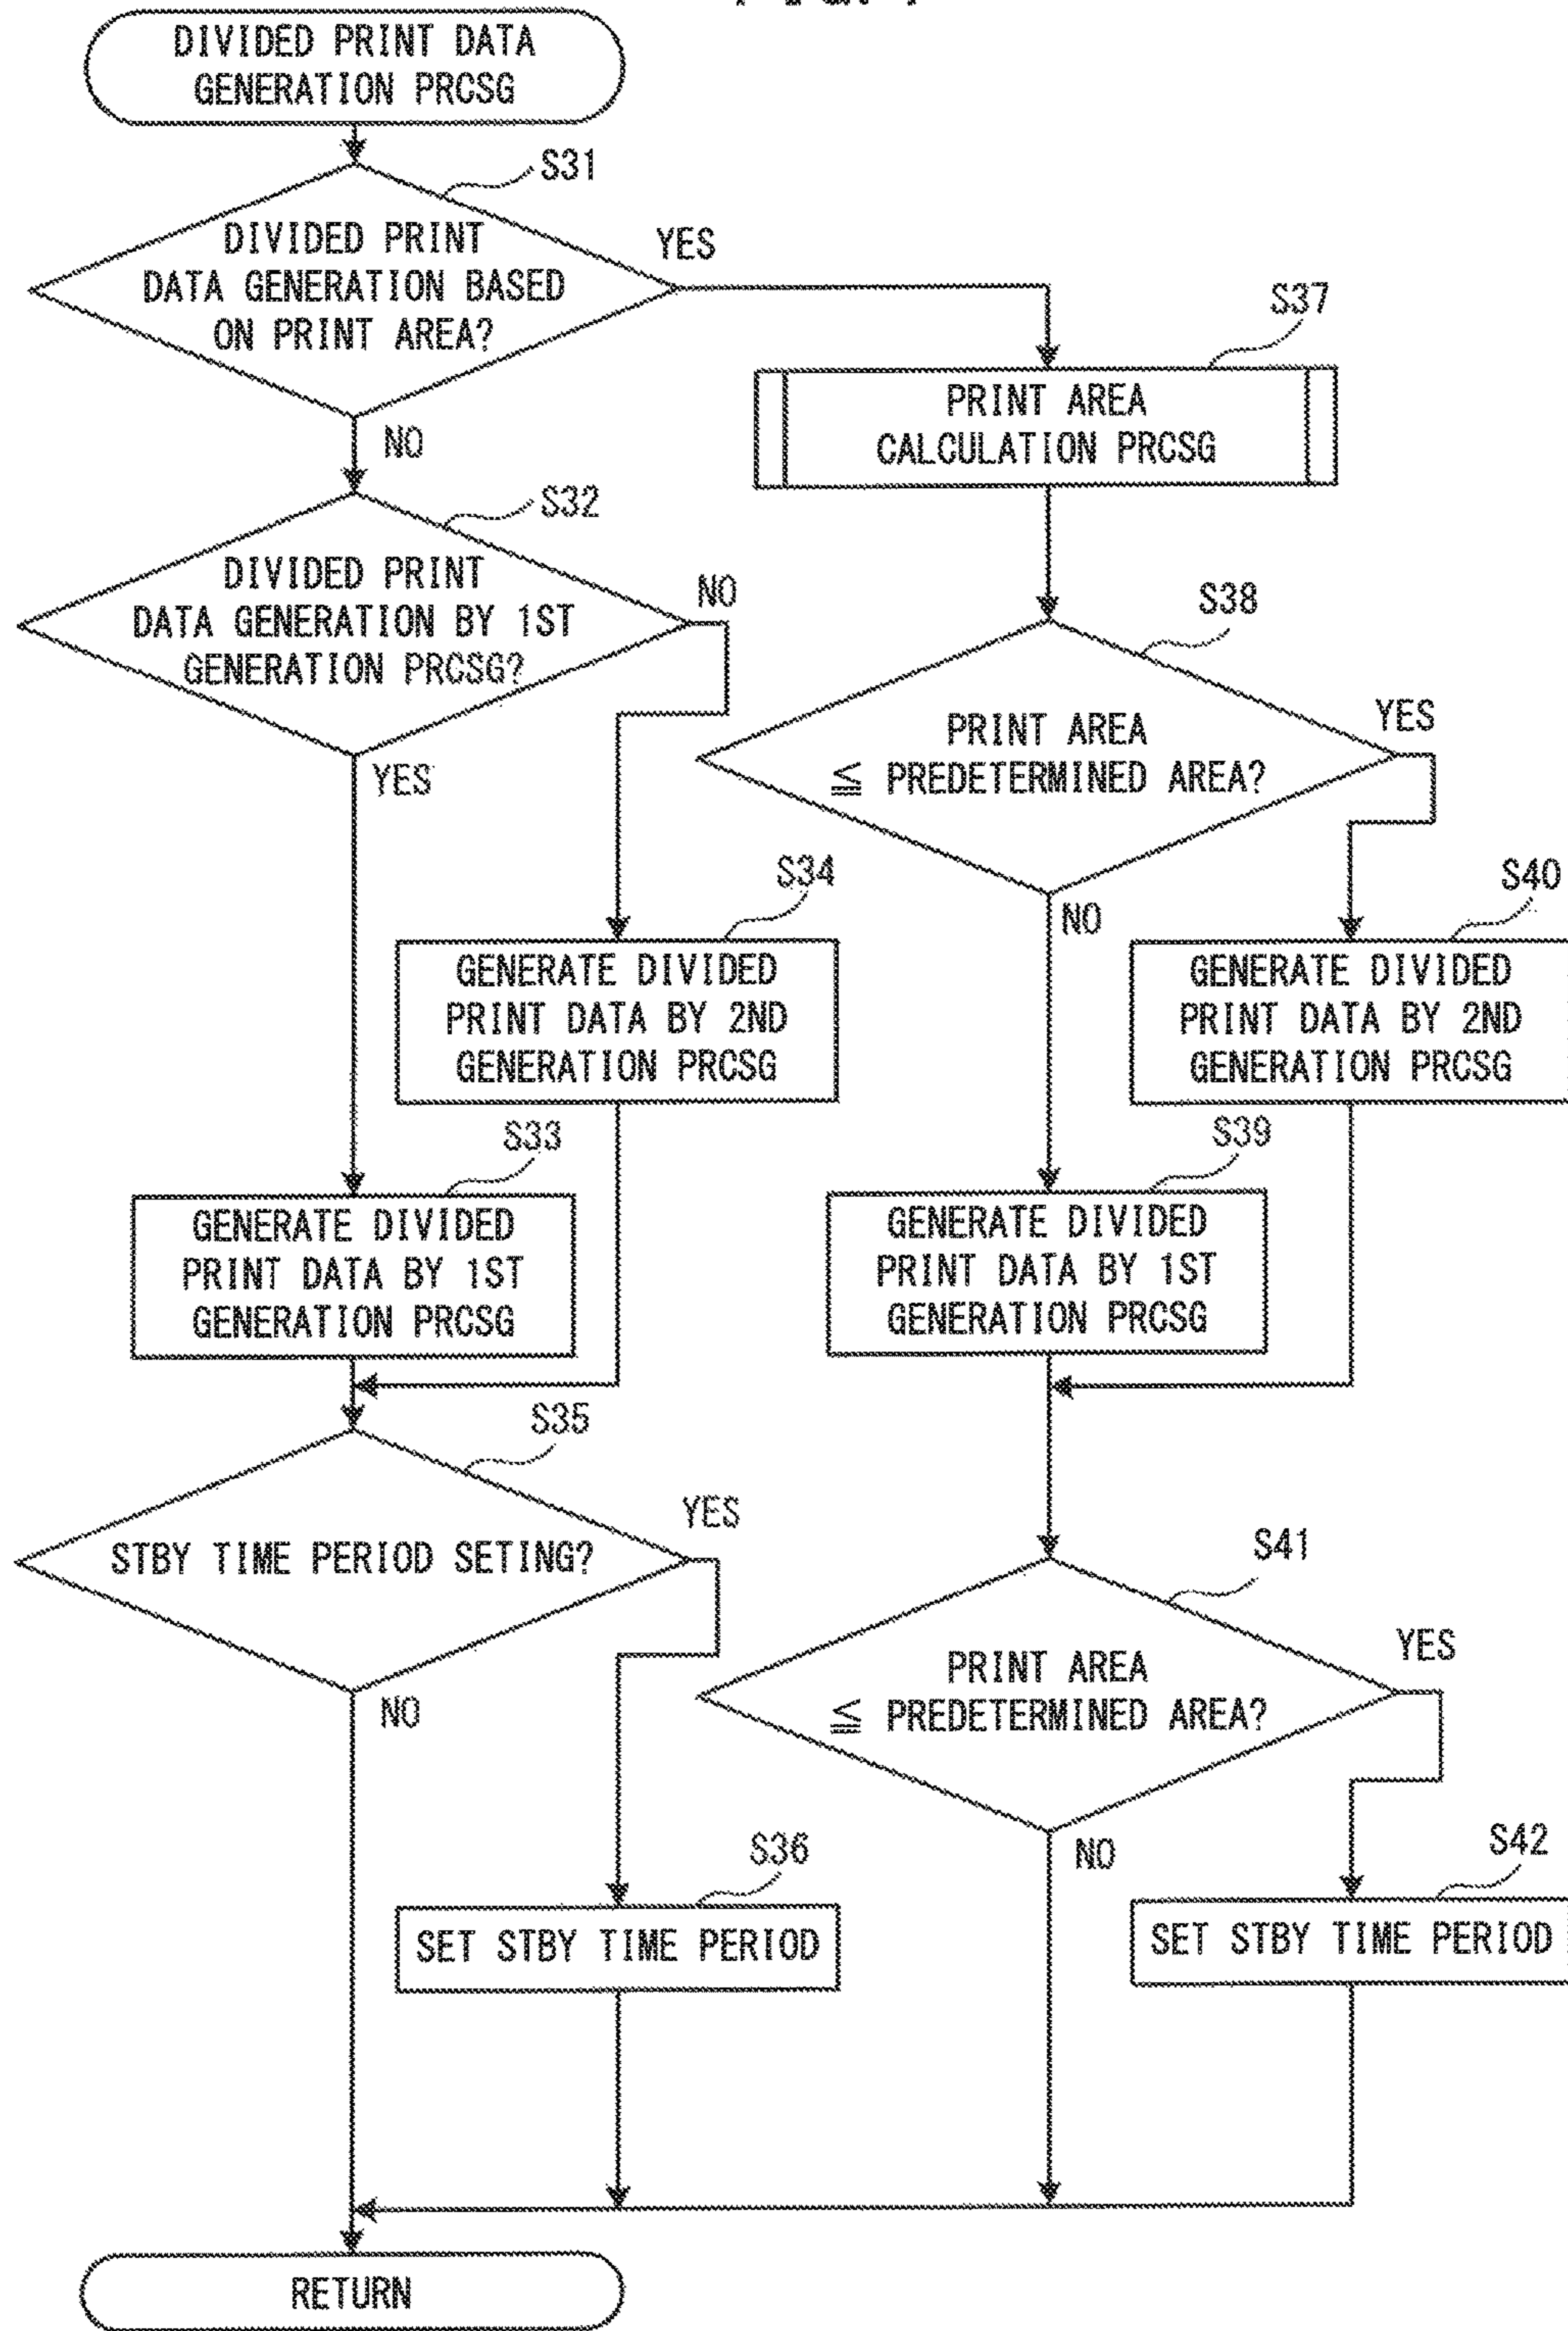 DIVIDED PRINT DATA
GENERATION PRCSG
S31
DIVIDED PRINT
DATA GENERATION BASED
ON PRINT AREA?
YES
NO
S37
PRINT AREA
CALCULATION PRCSG
S32
DIVIDED PRINT
DATA GENERATION BY 1ST
GENERATION PRCSG?
NO
YES
S38
PRINT AREA
≦ PREDETERMINED AREA?
YES
NO
S34
GENERATE DIVIDED
PRINT DATA BY 2ND
GENERATION PRCSG
S40
GENERATE DIVIDED
PRINT DATA BY 2ND
GENERATION PRCSG
S33
GENERATE DIVIDED
PRINT DATA BY 1ST
GENERATION PRCSG
S39
GENERATE DIVIDED
PRINT DATA BY 1ST
GENERATION PRCSG
S35
STBY TIME PERIOD SETING?
YES
NO
S41
PRINT AREA
≦ PREDETERMINED AREA?
YES
NO
S36
SET STBY TIME PERIOD
S42
SET STBY TIME PERIOD
RETURN